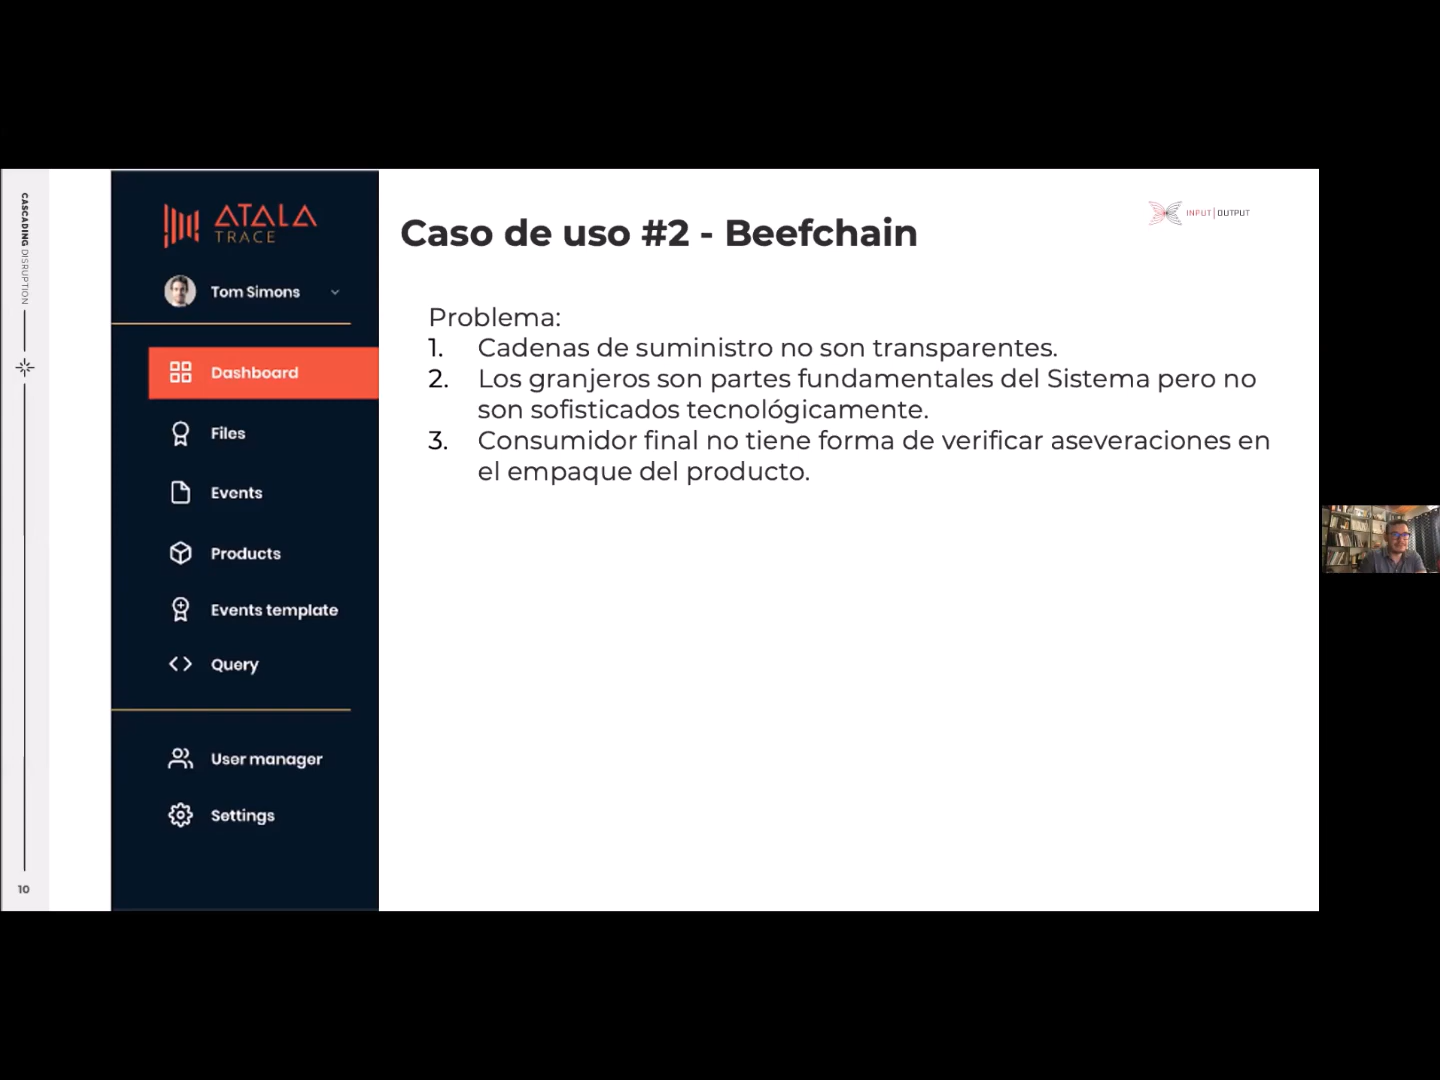 CASCADING DISRUPTION
10
ATALA
TRACE
Tom Simons
Dashboard
Files
Events
Products
Events template
Query
User manager
Settings
Caso de uso #2 - Beefchain
INPUT|OUTPUT
Problema:
1. Cadenas de suministro no son transparentes.
2. Los granjeros son partes fundamentales del Sistema pero no
son sofisticados tecnológicamente.
3. Consumidor final no tiene forma de verificar aseveraciones en
el empaque del producto.